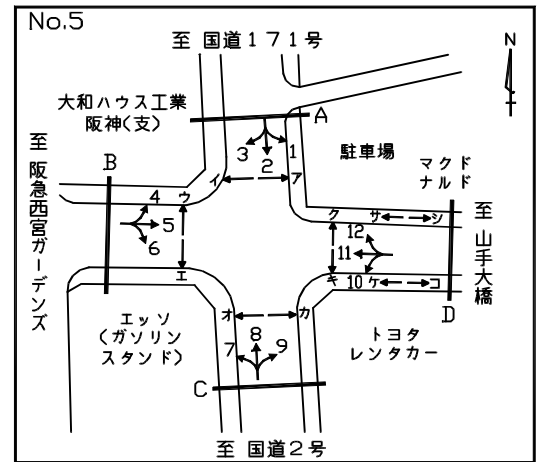 No.5
至 国道171号
N
大和ハウス工業
阪神(支)
A
3
2
1
駐車場
イ
ア
マクド
ナルド
至 阪急西宮ガーデンズ
B
4
ウ
5
6
エ
ク
サ
シ
12
11
キ
10
ケ
コ
D
至 山手大橋
エッソ
(ガソリン
スタンド)
オ
カ
7
8
9
C
トヨタ
レンタカー
至 国道2号